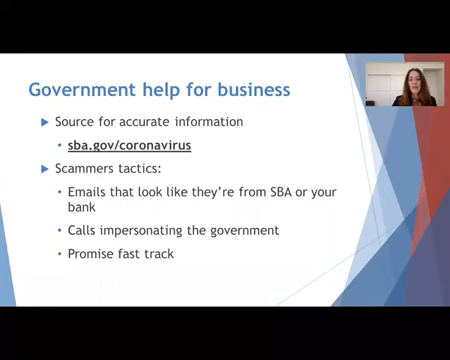 Government help for business
Source for accurate information
sba.gov/coronavirus
Scammers tactics:
Emails that look like they're from SBA or your
bank
Calls impersonating the government
Promise fast track